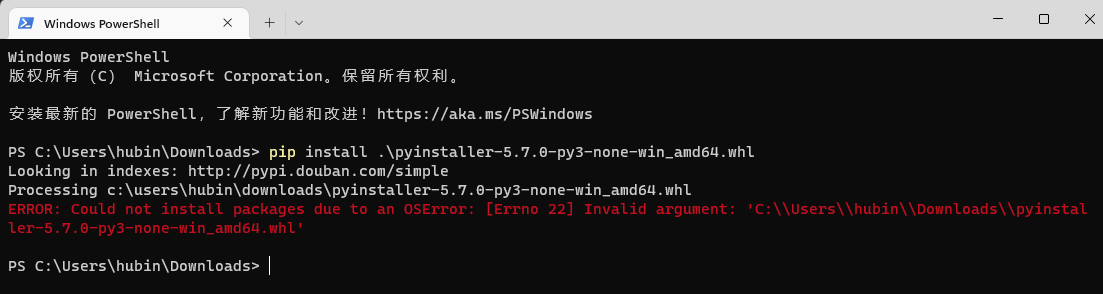 Windows PowerShell
Windows PowerShell
版权所有 (C) Microsoft Corporation。保留所有权利。
安装最新的 PowerShell，了解新功能和改进！https://aka.ms/PSWindows
PS C:\Users\hubin\Downloads> pip install .\pyinstaller-5.7.0-py3-none-win_amd64.whl
Looking in indexes: http://pypi.douban.com/simple
Processing c:\users\hubin\downloads\pyinstaller-5.7.0-py3-none-win_amd64.whl
ERROR: Could not install packages due to an OSError: [Errno 22] Invalid argument: 'C:\\Users\\hubin\\Downloads\\pyinstal
ler-5.7.0-py3-none-win_amd64.whl'
PS C:\Users\hubin\Downloads>